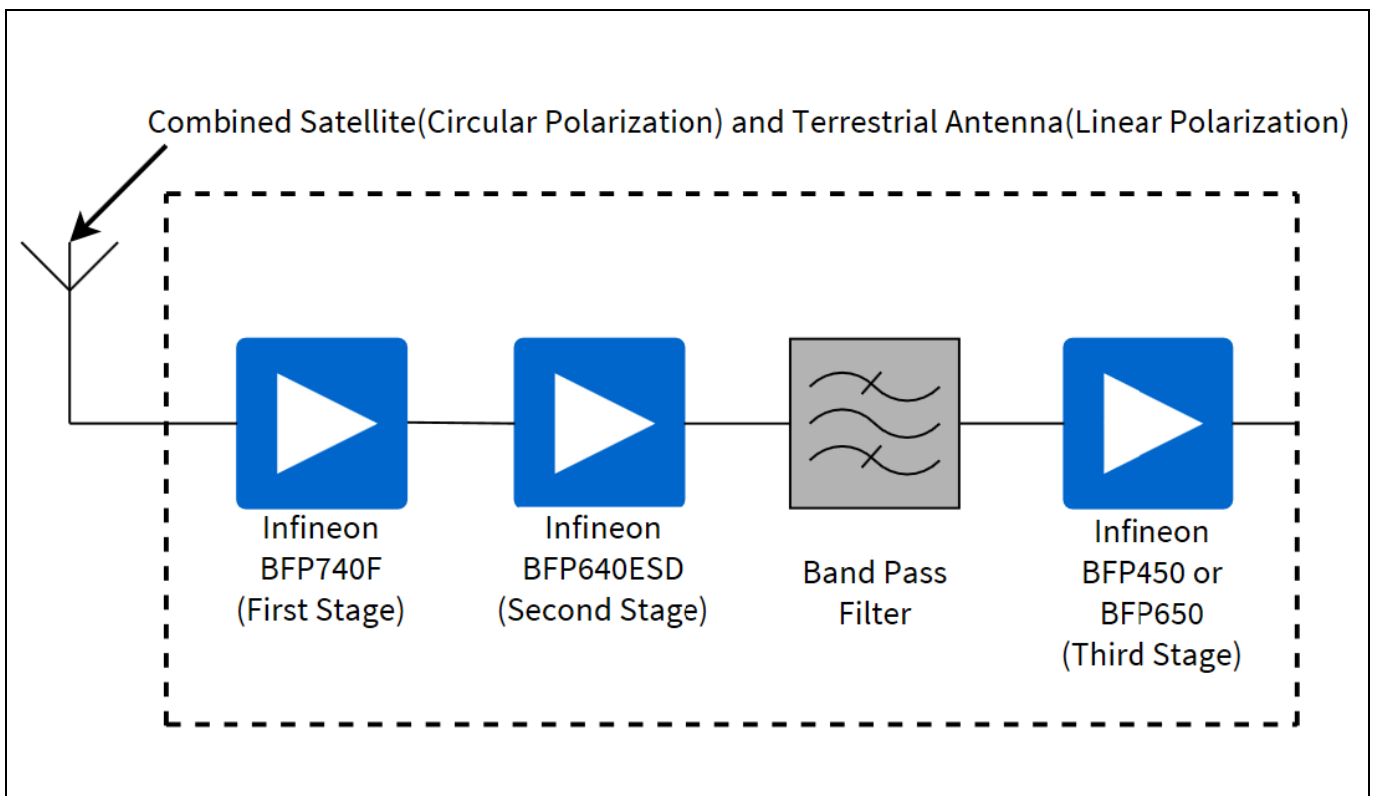 Combined Satellite(Circular Polarization) and Terrestrial Antenna(Linear Polarization)
Infineon
BFP740F
(First Stage)
Infineon
BFP640ESD
(Second Stage)
Band Pass
Filter
Infineon
BFP450 or
BFP650
(Third Stage)